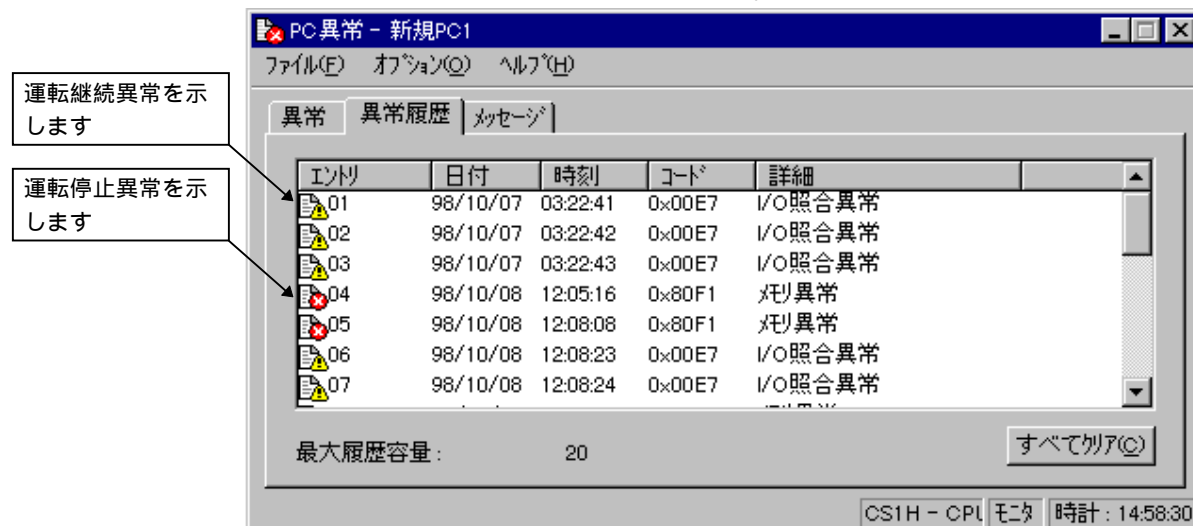 PC異常 - 新規PC1
ﾌｧｲﾙ(F) ｵﾌﾟｼｮﾝ(O) ﾍﾙﾌﾟ(H)
運転継続異常を示
します
運転停止異常を示
します
異常 異常履歴 ﾒｯｾｰｼﾞ
ｴﾝﾄﾘ 日付 時刻 ｺｰﾄﾞ 詳細
01 98/10/07 03:22:41 0x00E7 I/O照合異常
02 98/10/07 03:22:42 0x00E7 I/O照合異常
03 98/10/07 03:22:43 0x00E7 I/O照合異常
04 98/10/08 12:05:16 0x80F1 ﾒﾓﾘ異常
05 98/10/08 12:08:08 0x80F1 ﾒﾓﾘ異常
06 98/10/08 12:08:23 0x00E7 I/O照合異常
07 98/10/08 12:08:24 0x00E7 I/O照合異常
最大履歴容量: 20
すべてｸﾘｱ(C)
CS1H - CPU ﾓﾆﾀ 時計: 14:58:30